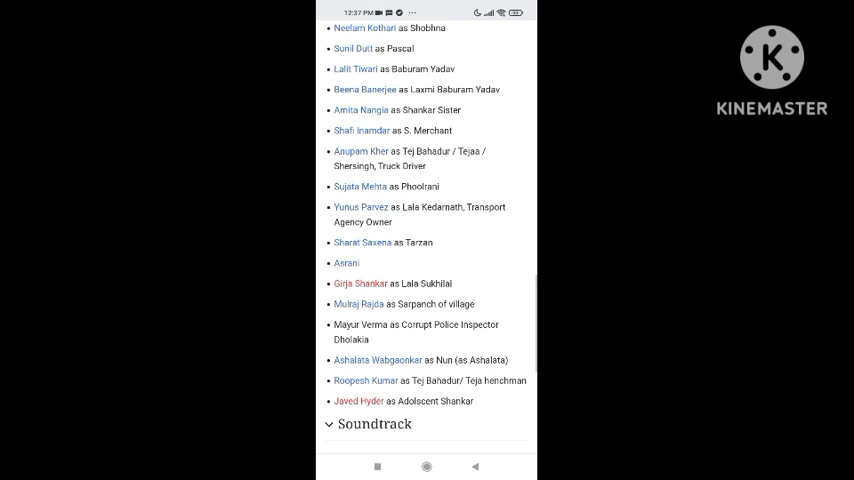 12:37 PM
KINEMASTER
Neelam Kothari as Shobhna
Sunil Dutt as Pascal
Lalit Tiwari as Baburam Yadav
Beena Banerjee as Laxmi Baburam Yadav
Amita Nangia as Shankar Sister
Shafi Inamdar as S. Merchant
Anupam Kher as Tej Bahadur / Tejaa /
Shersingh, Truck Driver
Sujata Mehta as Phoolrani
Yunus Parvez as Lala Kedarnath, Transport
Agency Owner
Sharat Saxena as Tarzan
Asrani
Girja Shankar as Lala Sukhilal
Mulraj Rajda as Sarpanch of village
Mayur Verma as Corrupt Police Inspector
Dholakia
Ashalata Wabgaonkar as Nun (as Ashalata)
Roopesh Kumar as Tej Bahadur/ Teja henchman
Javed Hyder as Adolscent Shankar
Soundtrack